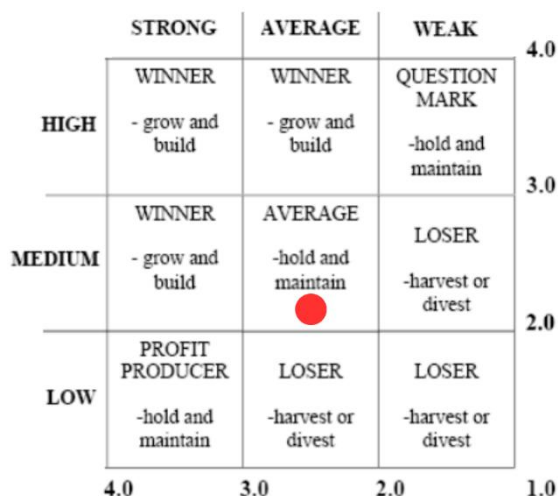 STRONG AVERAGE WEAK
4.0
HIGH
WINNER
- grow and
build
WINNER
- grow and
build
QUESTION
MARK
-hold and
maintain
3.0
MEDIUM
WINNER
- grow and
build
AVERAGE
-hold and
maintain
LOSER
-harvest or
divest
2.0
LOW
PROFIT
PRODUCER
-hold and
maintain
LOSER
-harvest or
divest
LOSER
-harvest or
divest
4.0 3.0 2.0 1.0